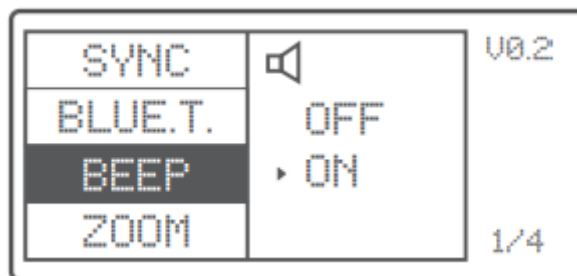 SYNC
BLUE.T.
BEEP
ZOOM
OFF
ON
V0.2
1/4